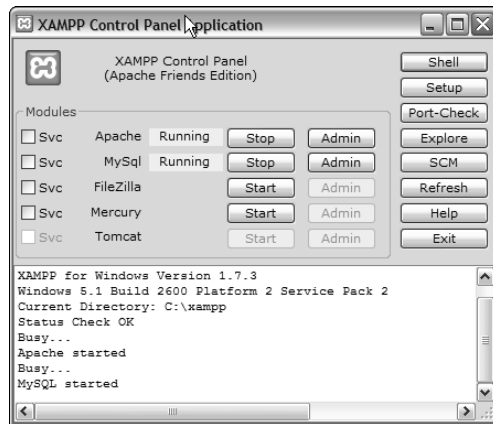 XAMPP Control Panel Application
XAMPP Control Panel
(Apache Friends Edition)
Shell
Setup
Port-Check
Explore
SCM
Refresh
Help
Exit
Modules
Svc Apache Running Stop Admin
Svc MySql Running Stop Admin
Svc FileZilla Start Admin
Svc Mercury Start Admin
Svc Tomcat Start Admin
XAMPP for Windows Version 1.7.3
Windows 5.1 Build 2600 Platform 2 Service Pack 2
Current Directory: C:\xampp
Status Check OK
Busy...
Apache started
Busy...
MySQL started